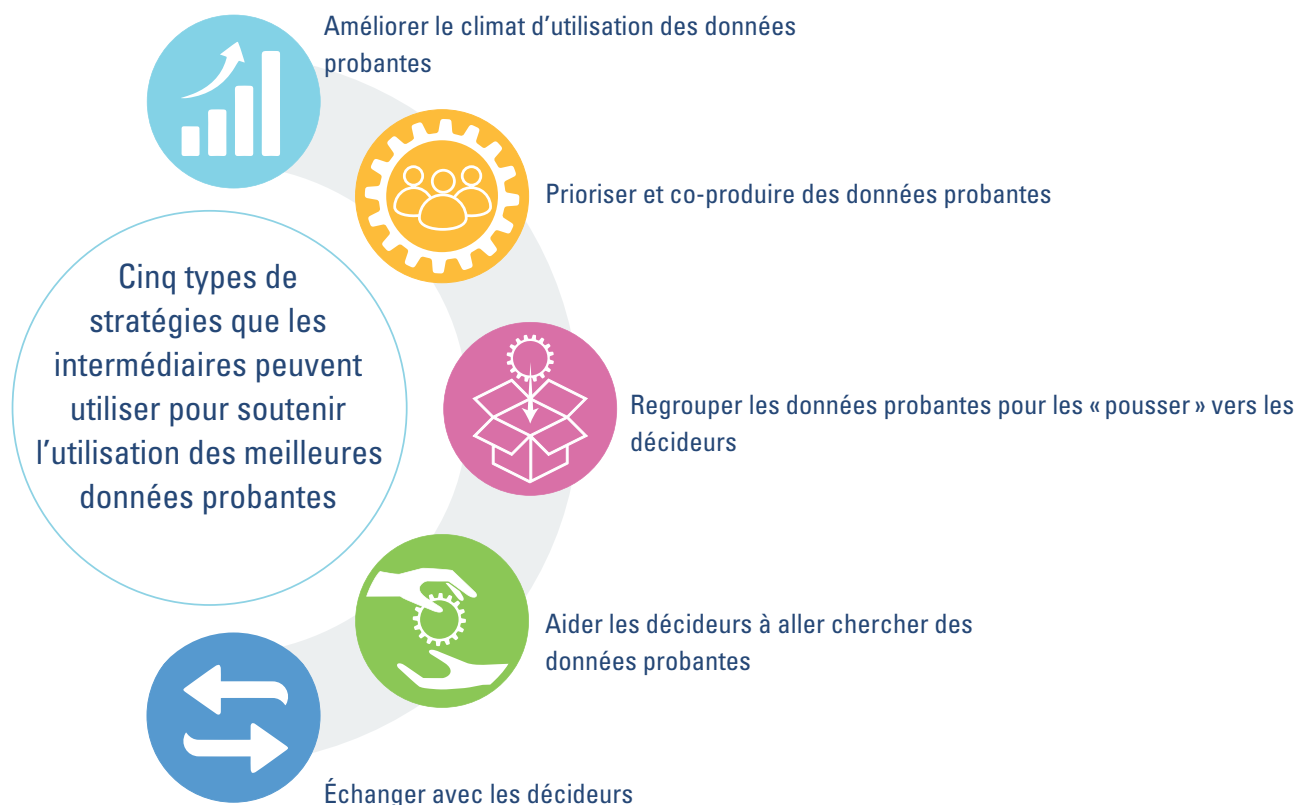 Améliorer le climat d’utilisation des données
probantes
Prioriser et co-produire des données probantes
Cinq types de
stratégies que les
intermédiaires peuvent
utiliser pour soutenir
l’utilisation des meilleures
données probantes
Regrouper les données probantes pour les « pousser » vers les
décideurs
Aider les décideurs à aller chercher des
données probantes
Échanger avec les décideurs